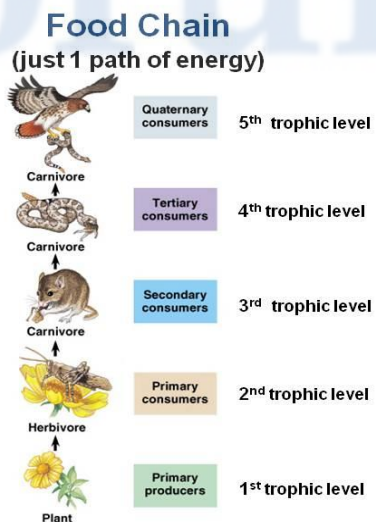 Food Chain
(just 1 path of energy)
Quaternary
consumers
5th trophic level
Carnivore
Tertiary
consumers
4th trophic level
Carnivore
Secondary
consumers
3rd trophic level
Carnivore
Primary
consumers
2nd trophic level
Herbivore
Primary
producers
1st trophic level
Plant